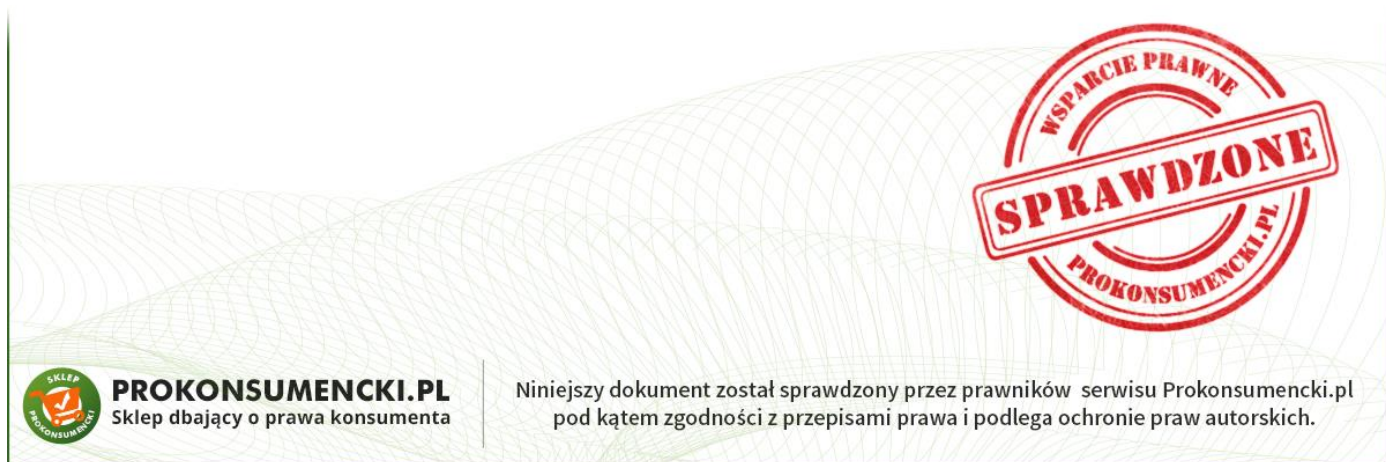 WSPARCIE PRAWNE
SPRAWDZONE
PROKONSUMENCKI.PL
SKLEP
PROKONSUMENCKI
PROKONSUMENCKI.PL
Sklep dbający o prawa konsumenta
Niniejszy dokument został sprawdzony przez prawników serwisu Prokonsumencki.pl
pod kątem zgodności z przepisami prawa i podlega ochronie praw autorskich.